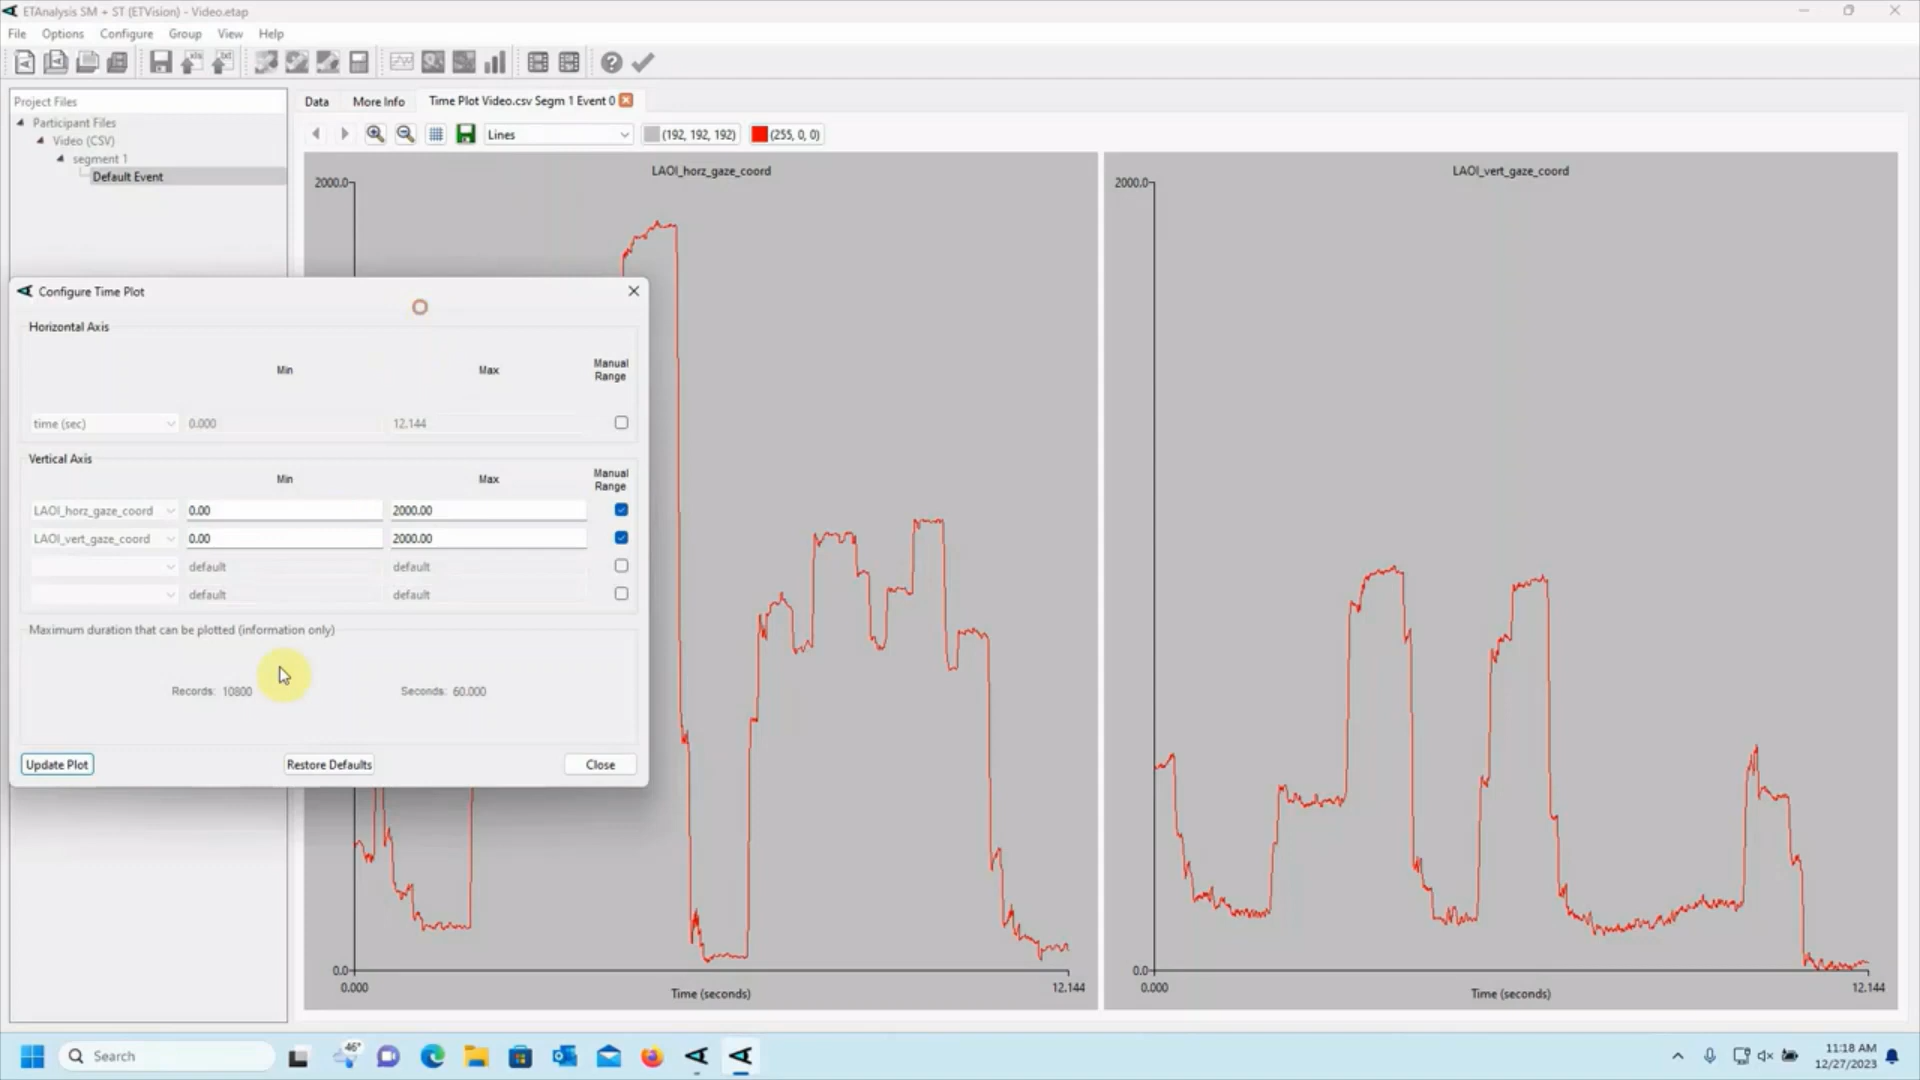 ETAnalysis SM + ST (ETVision) - Video.etap
File Options Configure Group View Help
Project Files
Participant Files
Video (CSV)
segment 1
Default Event
Data More Info Time Plot Video.csv Segm 1 Event 0
Lines (192, 192, 192) (255, 0, 0)
LAOI_horz_gaze_coord
2000.0
0.0
0.000 Time (seconds) 12.144
LAOI_vert_gaze_coord
2000.0
0.0
0.000 Time (seconds) 12.144
Configure Time Plot
Horizontal Axis
Min Max Manual Range
time (sec) 0.000 12.144
Vertical Axis
Min Max Manual Range
LAOI_horz_gaze_coord 0.00 2000.00
LAOI_vert_gaze_coord 0.00 2000.00
default default
default default
Maximum duration that can be plotted (information only)
Records: 10800 Seconds: 60.000
Update Plot Restore Defaults Close
Search
46°
11:18 AM
12/27/2023